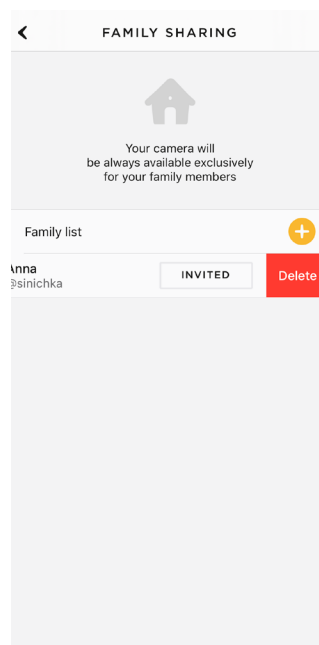 FAMILY SHARING
Your camera will
be always available exclusively
for your family members
Family list
Anna
@sinichka
INVITED
Delete